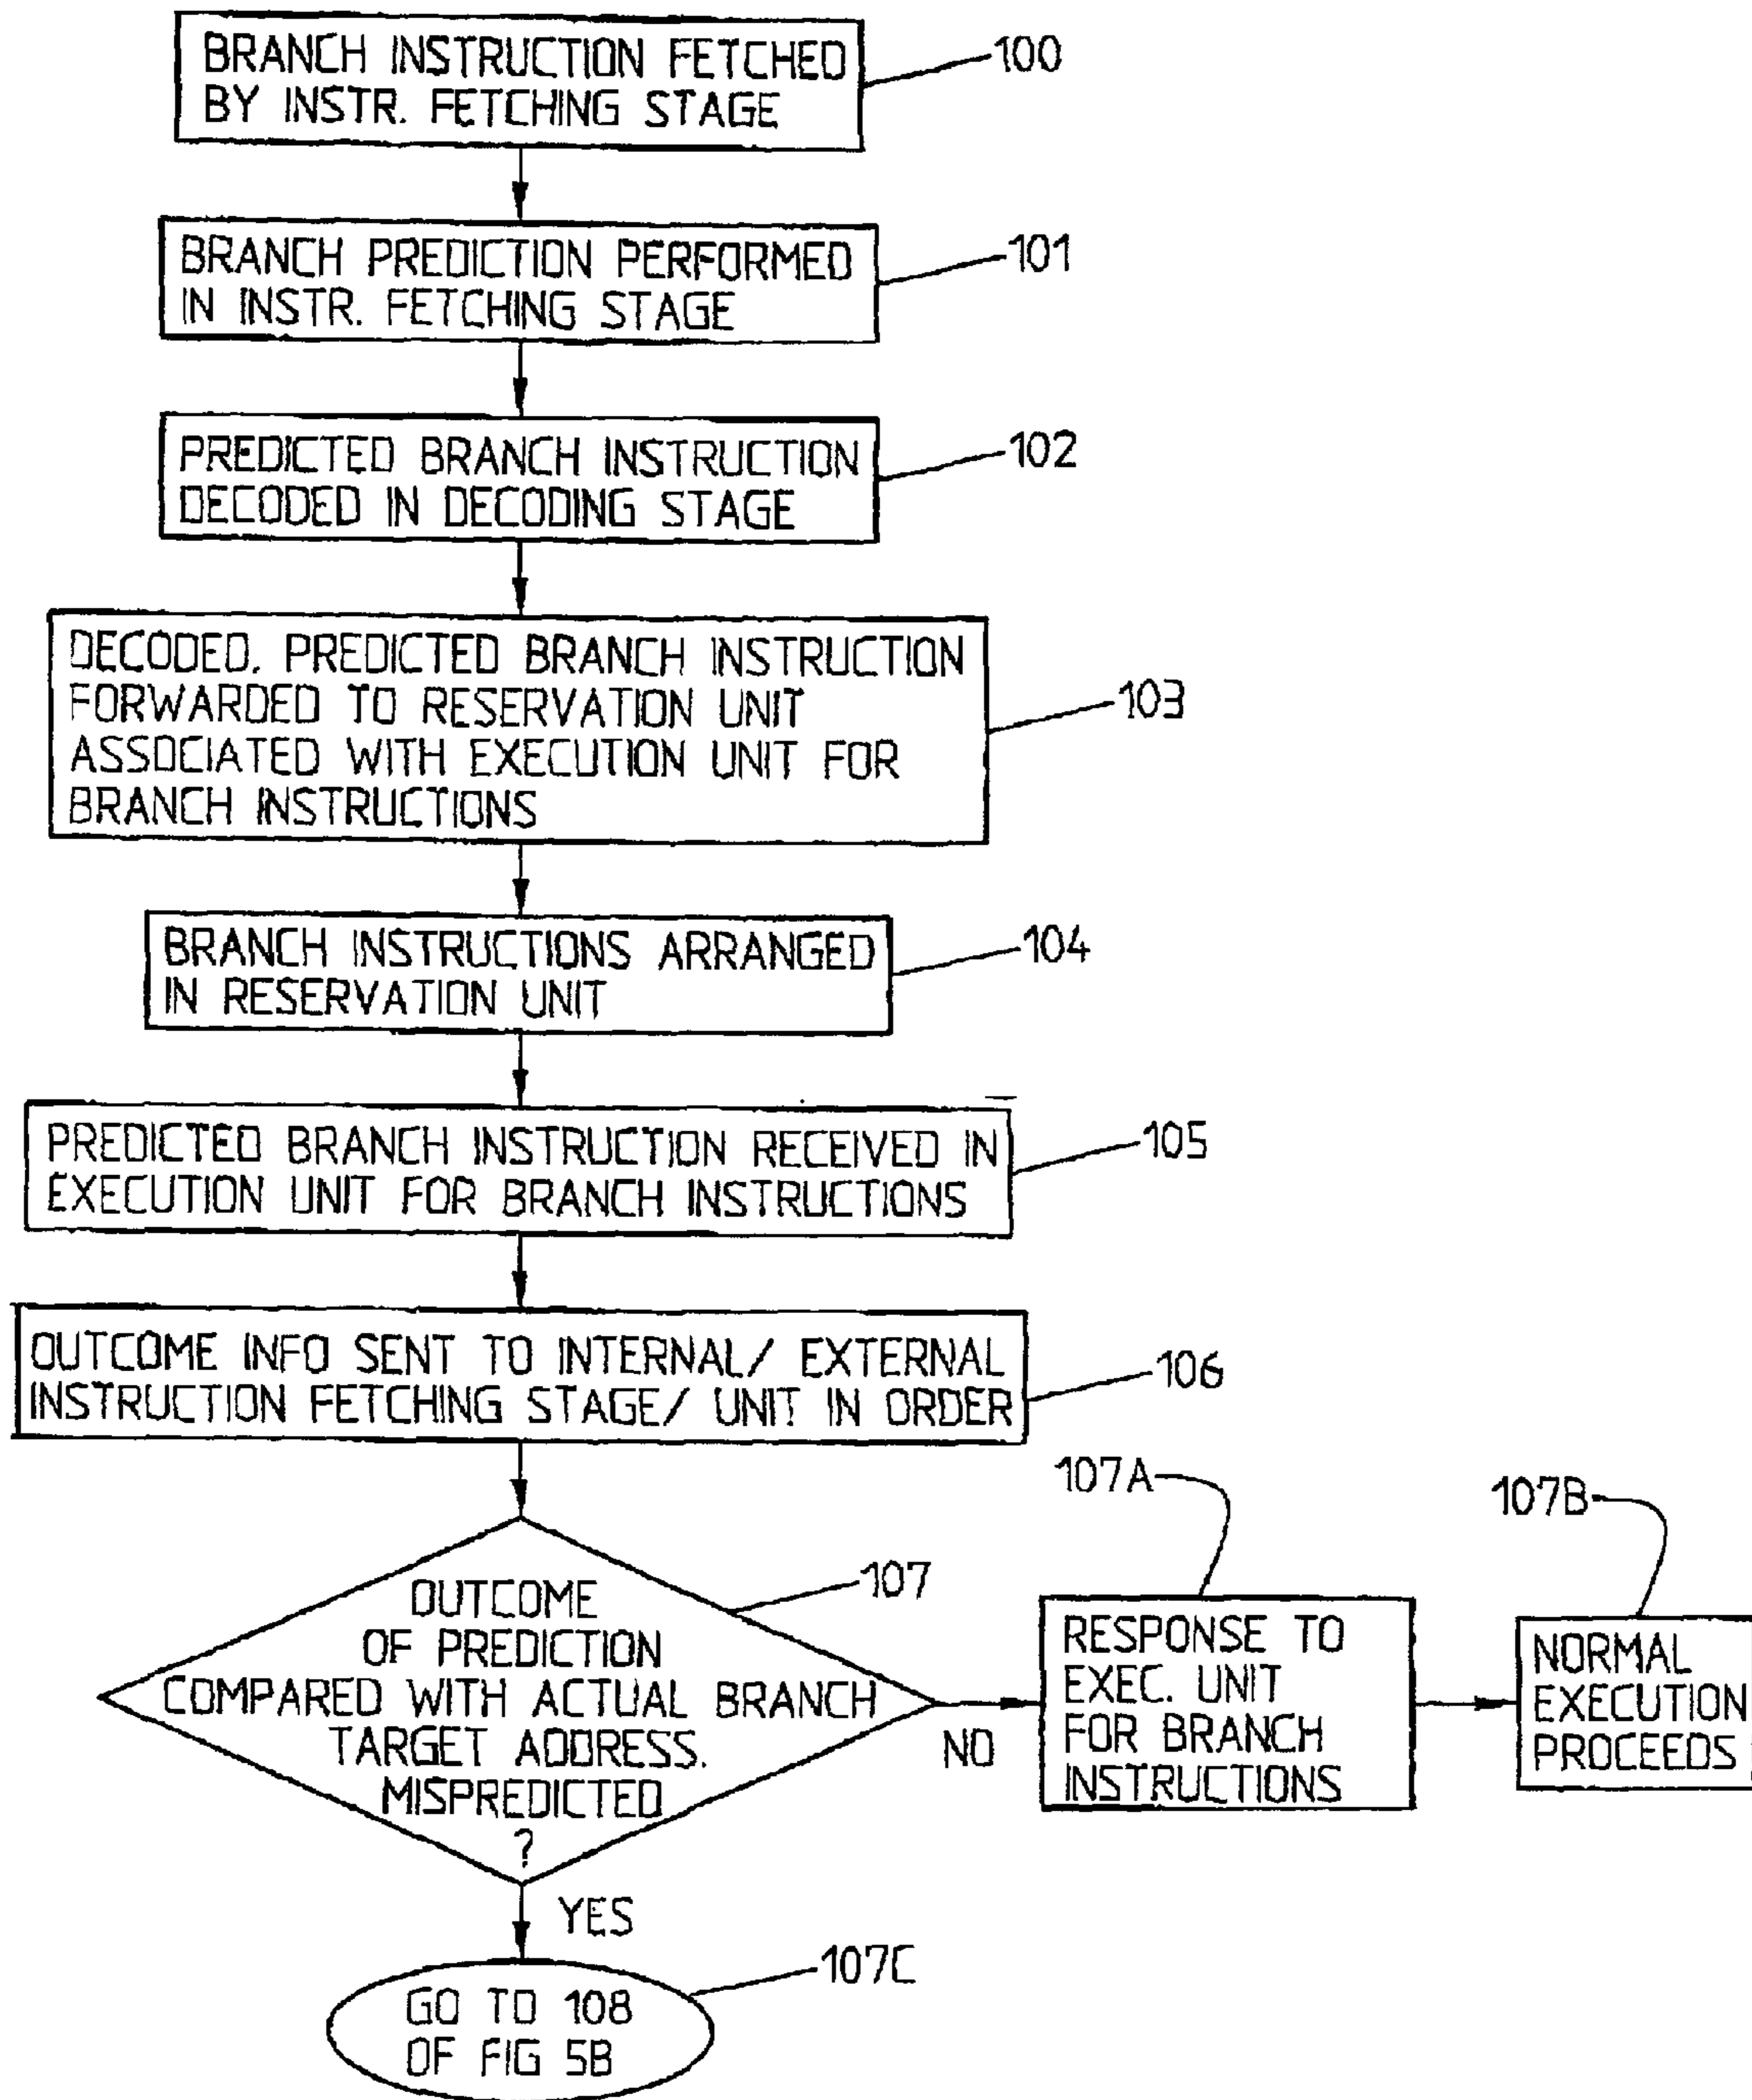 BRANCH INSTRUCTION FETCHED
BY INSTR. FETCHING STAGE
100
BRANCH PREDICTION PERFORMED
IN INSTR. FETCHING STAGE
101
PREDICTED BRANCH INSTRUCTION
DECODED IN DECODING STAGE
102
DECODED. PREDICTED BRANCH INSTRUCTION
FORWARDED TO RESERVATION UNIT
ASSOCIATED WITH EXECUTION UNIT FOR
BRANCH INSTRUCTIONS
103
BRANCH INSTRUCTIONS ARRANGED
IN RESERVATION UNIT
104
PREDICTED BRANCH INSTRUCTION RECEIVED IN
EXECUTION UNIT FOR BRANCH INSTRUCTIONS
105
OUTCOME INFO SENT TO INTERNAL/ EXTERNAL
INSTRUCTION FETCHING STAGE/ UNIT IN ORDER
106
OUTCOME
OF PREDICTION
COMPARED WITH ACTUAL BRANCH
TARGET ADDRESS.
MISPREDICTED
?
107
NO
107A
RESPONSE TO
EXEC. UNIT
FOR BRANCH
INSTRUCTIONS
107B
NORMAL
EXECUTION
PROCEEDS
YES
107C
GO TO 108
OF FIG 5B